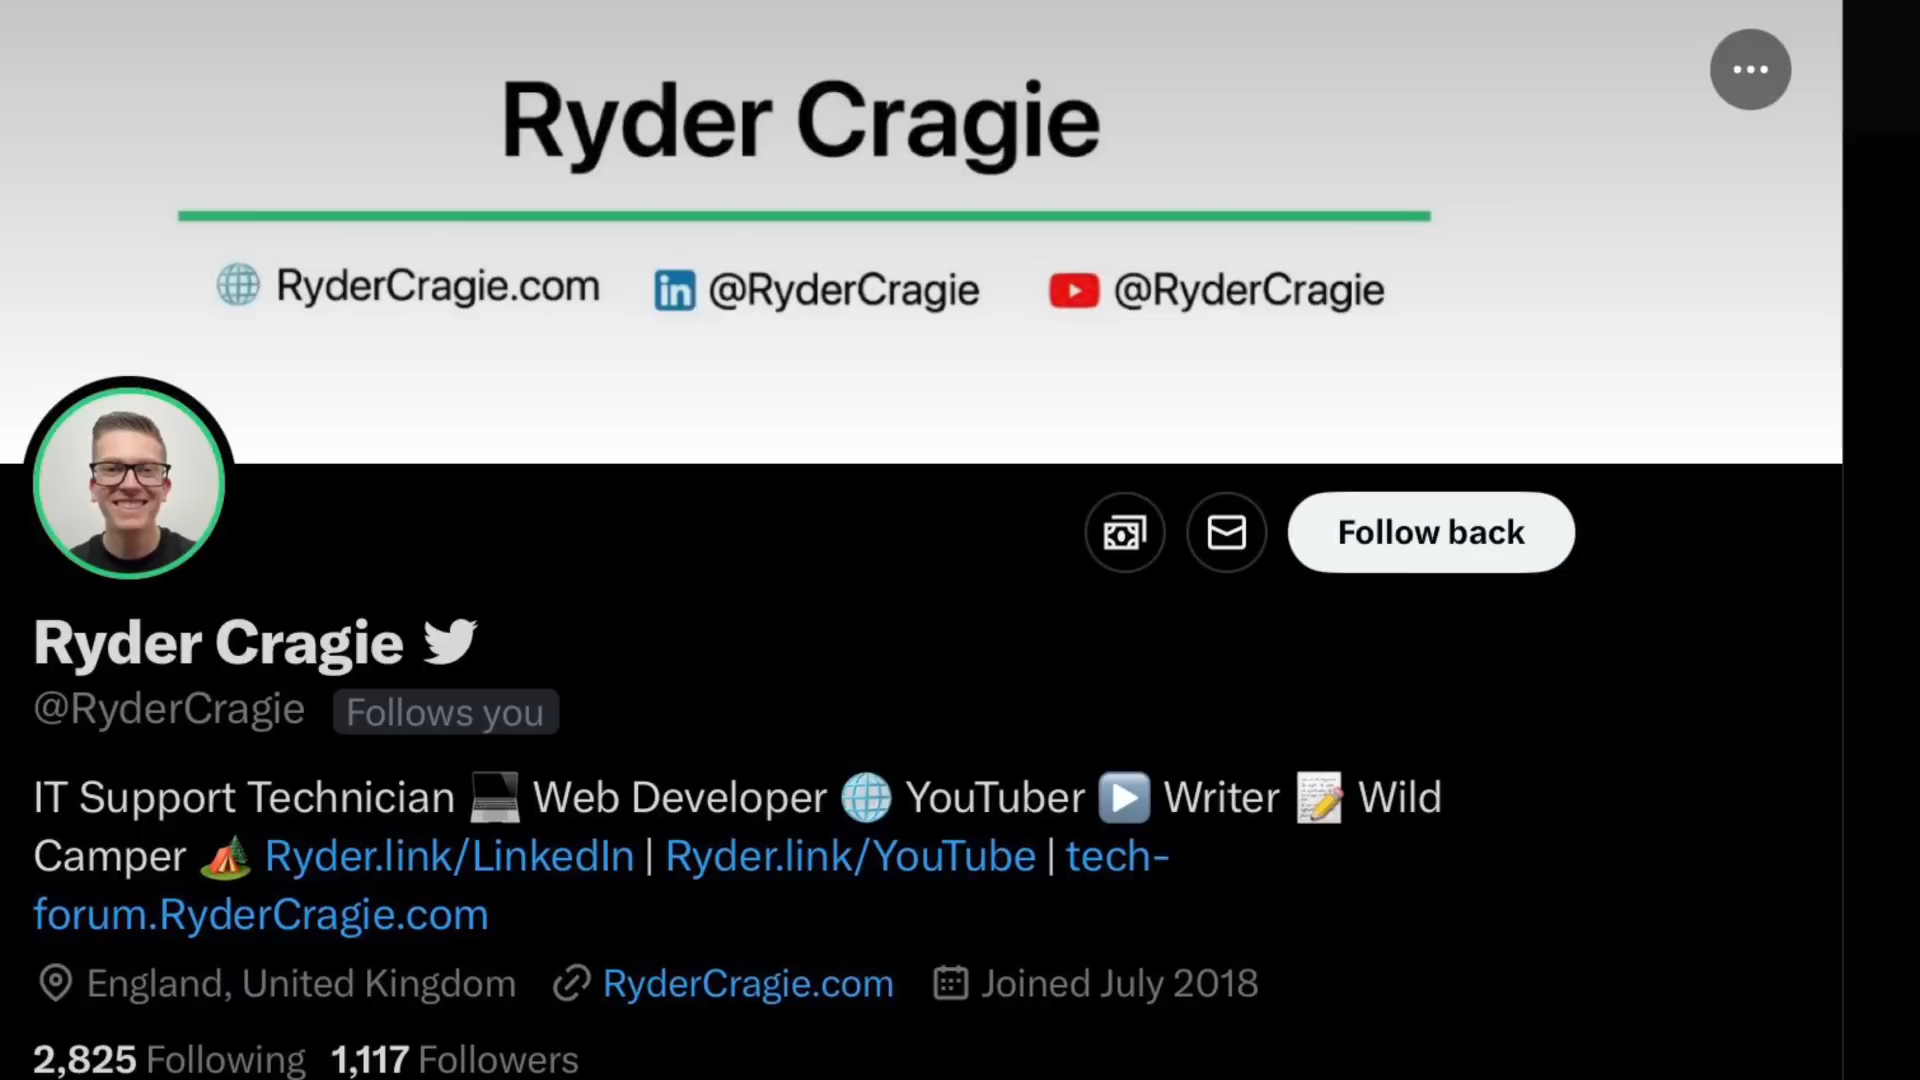 Ryder Cragie
RyderCragie.com @RyderCragie @RyderCragie
Follow back
Ryder Cragie
@RyderCragie Follows you
IT Support Technician 💻 Web Developer 🌐 YouTuber ▶️ Writer 📝 Wild
Camper 🏕️ Ryder.link/LinkedIn | Ryder.link/YouTube | tech-
forum.RyderCragie.com
England, United Kingdom RyderCragie.com Joined July 2018
2,825 Following 1,117 Followers